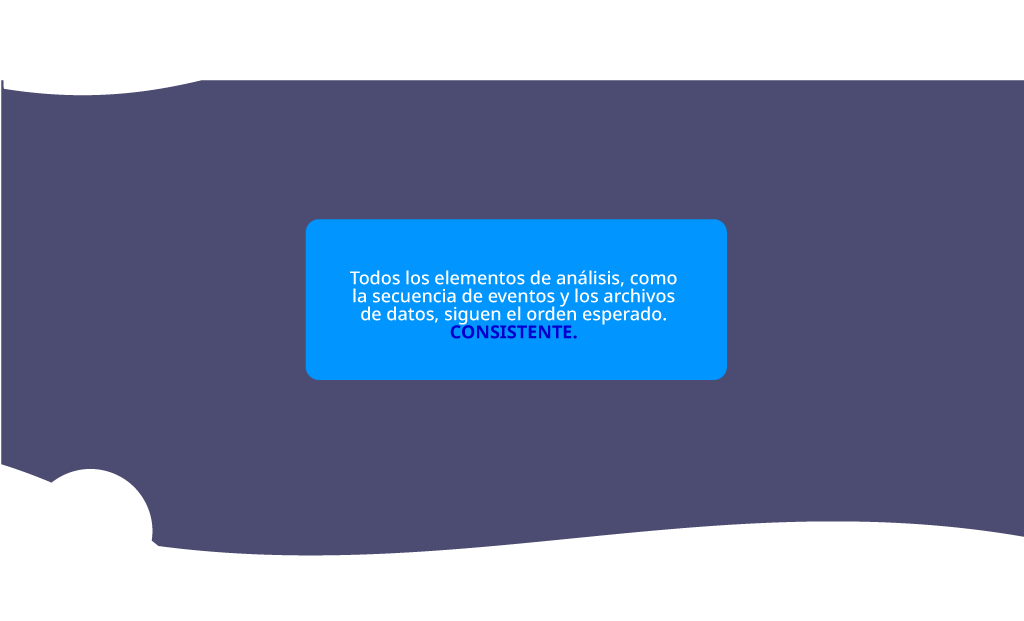 Todos los elementos de análisis, como
la secuencia de eventos y los archivos
de datos, siguen el orden esperado.
CONSISTENTE.